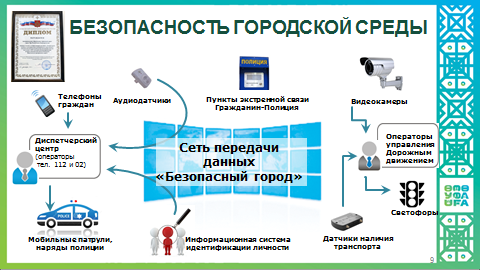 ДИПЛОМ
БЕЗОПАСНОСТЬ ГОРОДСКОЙ СРЕДЫ
Телефоны
граждан
Аудиодатчики
ПОЛИЦИЯ
Пункты экстренной связи
Гражданин-Полиция
Видеокамеры
Диспетчерский
центр
(операторы
тел. 112 и 02)
Сеть передачи
данных
«Безопасный город»
Операторы
управления
Дорожным
движением
Светофоры
UFA
POLICE
Мобильные патрули,
наряды полиции
Информационная система
идентификации личности
Датчики наличия
транспорта
9